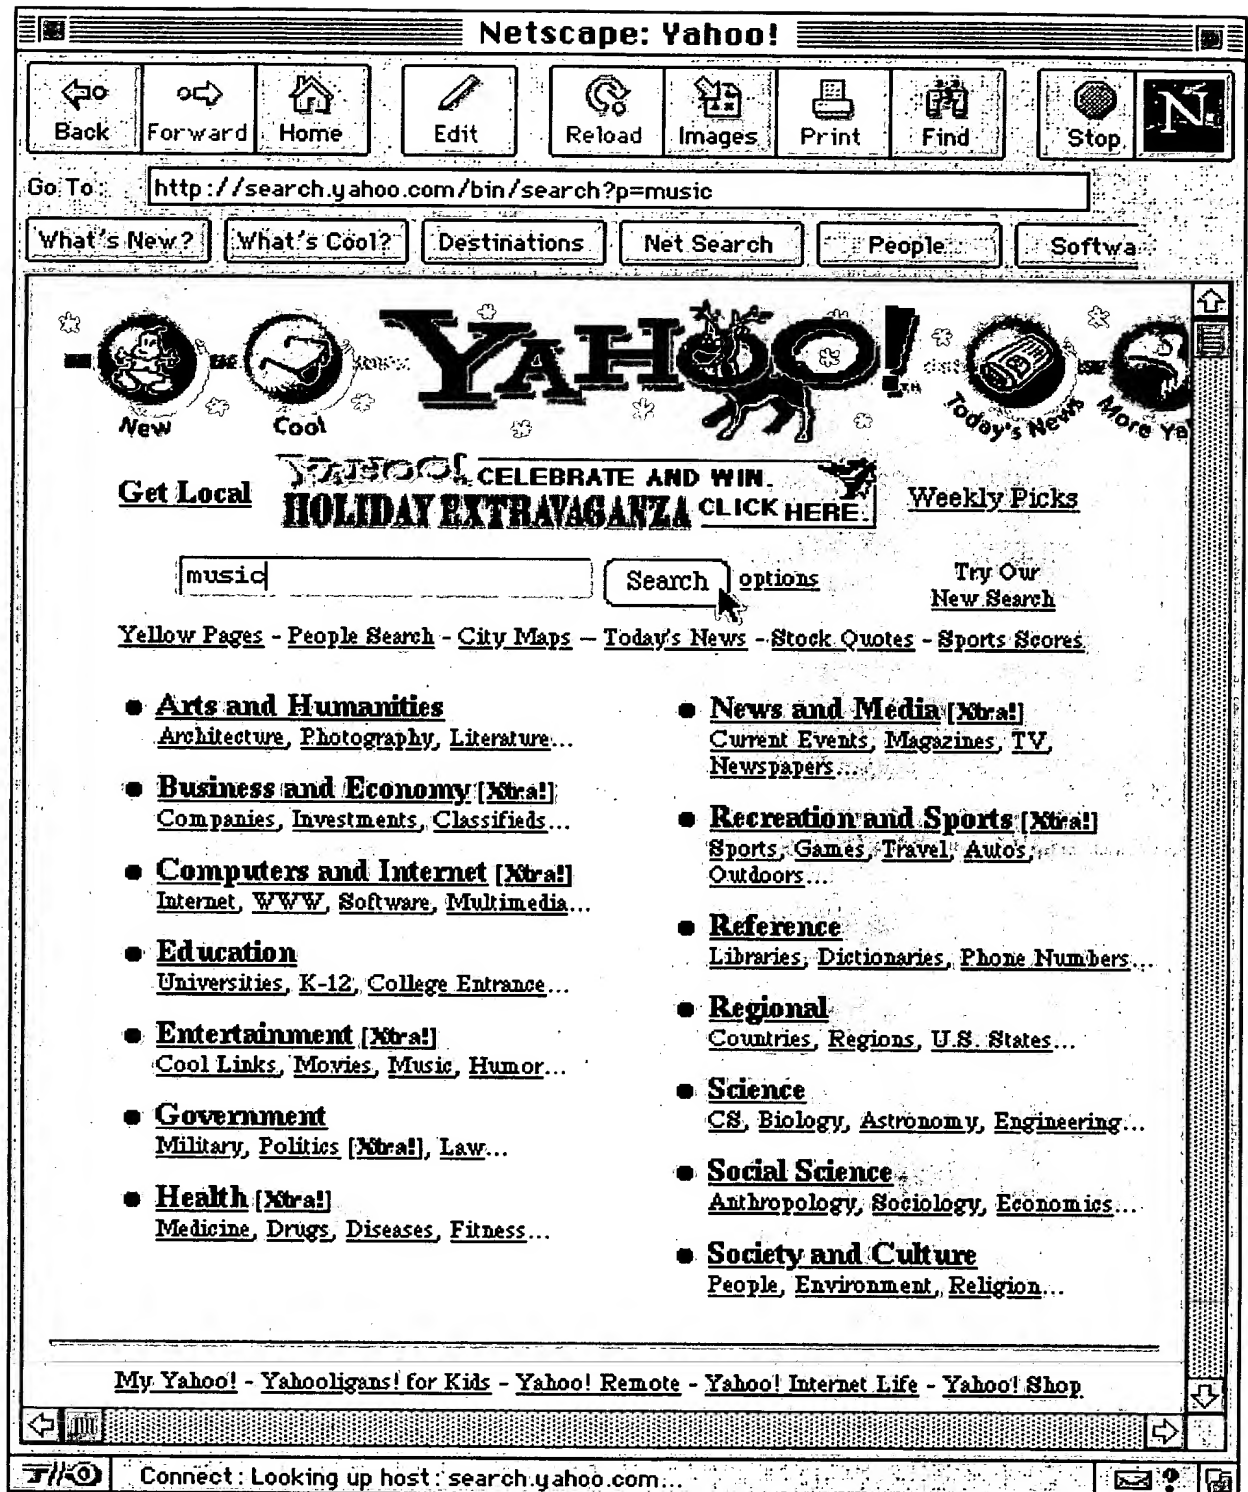 Netscape: Yahoo!
Back Forward Home Edit Reload Images Print Find Stop N
Go To: http://search.yahoo.com/bin/search?p=music
What's New? What's Cool? Destinations Net Search People Softwa
YAHOO!
New Cool Today's News More Ya
Get Local
YAHOO! CELEBRATE AND WIN.
HOLIDAY EXTRAVAGANZA CLICK HERE.
Weekly Picks
music Search options Try Our
New Search
Yellow Pages - People Search - City Maps -- Today's News - Stock Quotes - Sports Scores
Arts and Humanities
Architecture, Photography, Literature...
Business and Economy [Xtra!]
Companies, Investments, Classifieds...
Computers and Internet [Xtra!]
Internet, WWW, Software, Multimedia...
Education
Universities, K-12, College Entrance...
Entertainment [Xtra!]
Cool Links, Movies, Music, Humor...
Government
Military, Politics [Xtra!], Law...
Health [Xtra!]
Medicine, Drugs, Diseases, Fitness...
News and Media [Xtra!]
Current Events, Magazines, TV,
Newspapers...
Recreation and Sports [Xtra!]
Sports, Games, Travel, Autos,
Outdoors...
Reference
Libraries, Dictionaries, Phone Numbers...
Regional
Countries, Regions, U.S. States...
Science
CS, Biology, Astronomy, Engineering...
Social Science
Anthropology, Sociology, Economics...
Society and Culture
People, Environment, Religion...
My Yahoo! - Yahooligans! for Kids - Yahoo! Remote - Yahoo! Internet Life - Yahoo! Shop
Connect: Looking up host: search.yahoo.com...